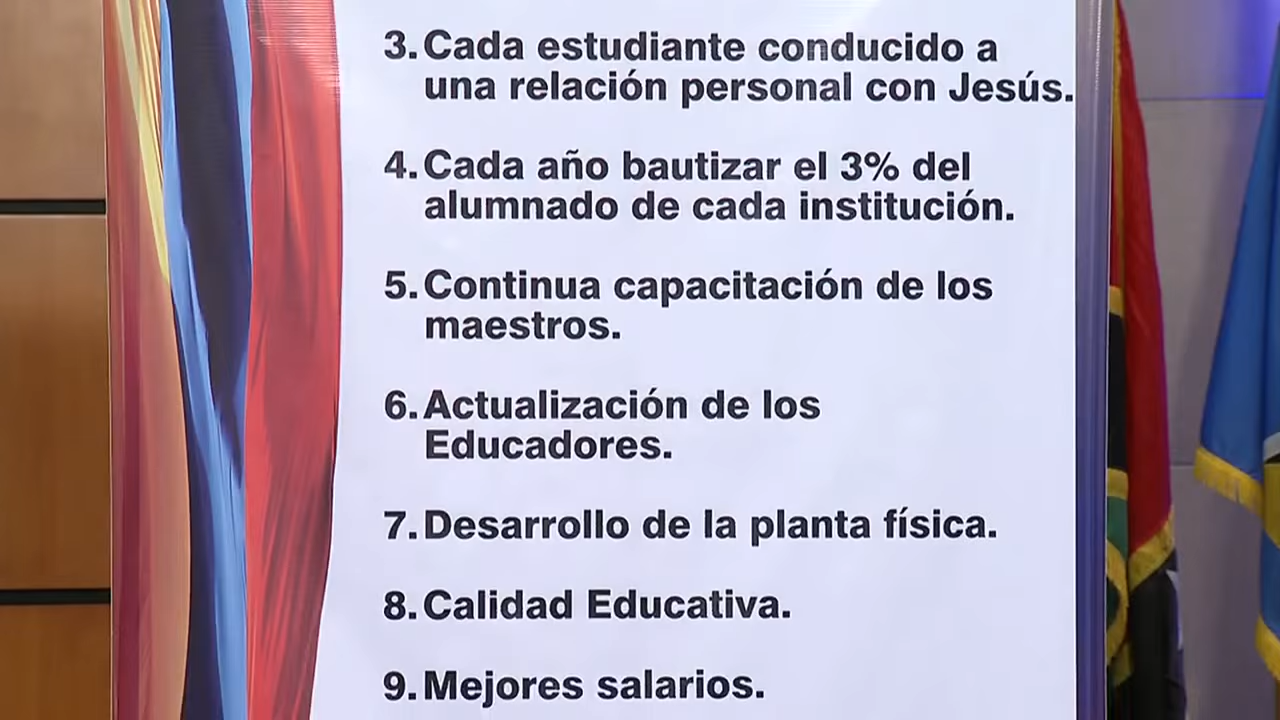 3. Cada estudiante conducido a
una relación personal con Jesús.
4. Cada año bautizar el 3% del
alumnado de cada institución.
5. Continua capacitación de los
maestros.
6. Actualización de los
Educadores.
7. Desarrollo de la planta física.
8. Calidad Educativa.
9. Mejores salarios.